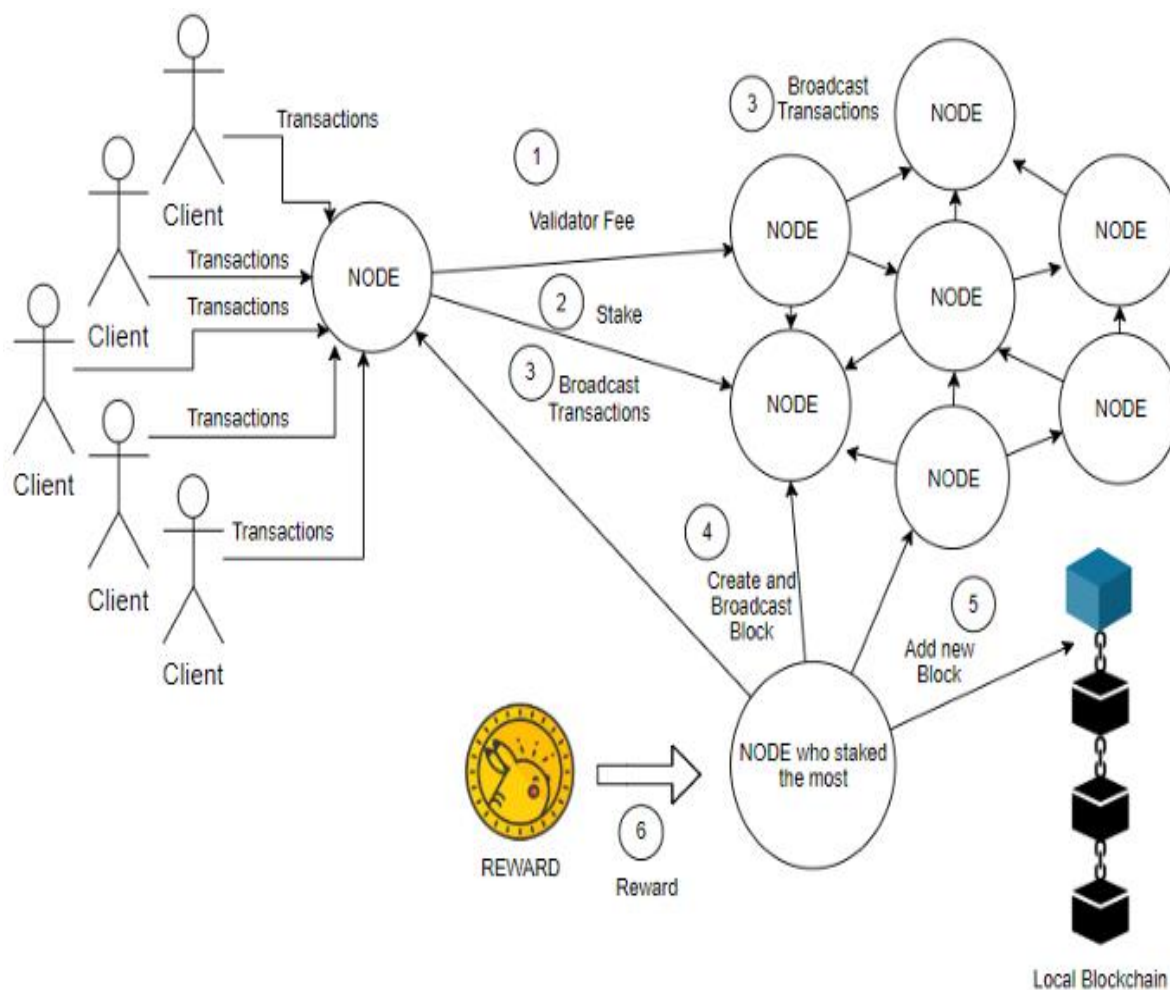 Transactions
Client
Transactions
Client
Transactions
Client
Transactions
Client
Transactions
Client
NODE
1
Validator Fee
2
Stake
3
Broadcast
Transactions
3
Broadcast
Transactions
NODE
NODE
NODE
NODE
NODE
NODE
NODE
4
Create and
Broadcast
Block
5
Add new
Block
NODE who staked
the most
REWARD
6
Reward
Local Blockchain